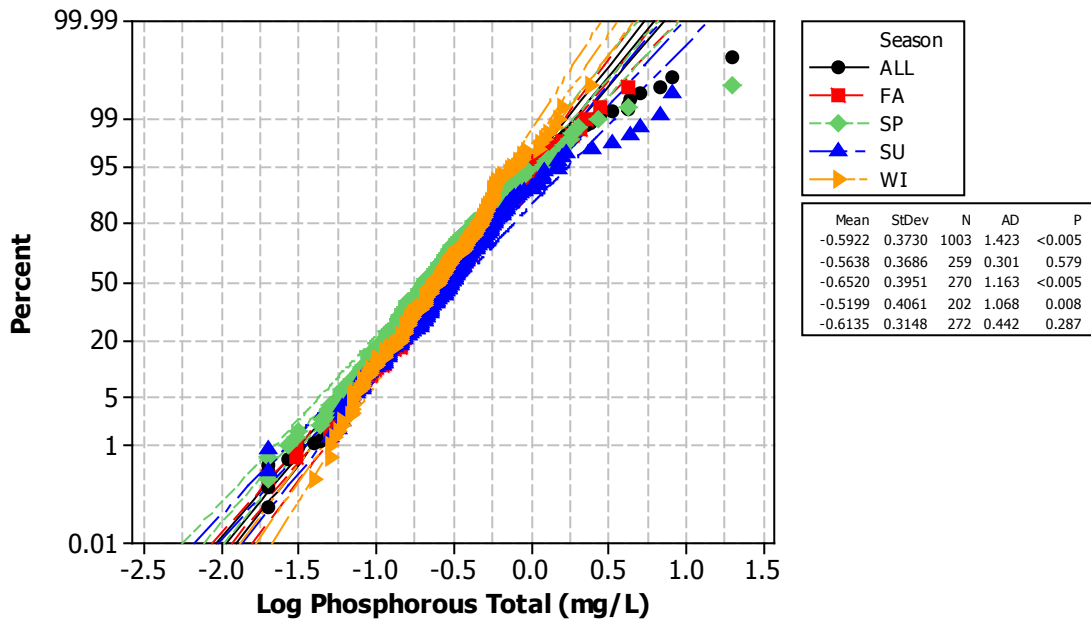 99.99
99
95
80
50
20
5
1
0.01
Percent
-2.5 -2.0 -1.5 -1.0 -0.5 0.0 0.5 1.0 1.5
Log Phosphorous Total (mg/L)
Season
ALL
FA
SP
SU
WI
Mean StDev N AD P
-0.5922 0.3730 1003 1.423 <0.005
-0.5638 0.3686 259 0.301 0.579
-0.6520 0.3951 270 1.163 <0.005
-0.5199 0.4061 202 1.068 0.008
-0.6135 0.3148 272 0.442 0.287